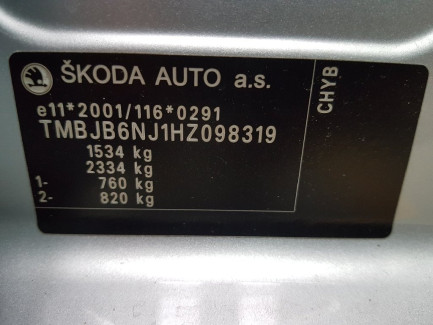 ŠKODA AUTO a.s.
e11*2001/116*0291
TMBJB6NJ1HZ098319
1534 kg
2334 kg
1- 760 kg
2- 820 kg
CHYB